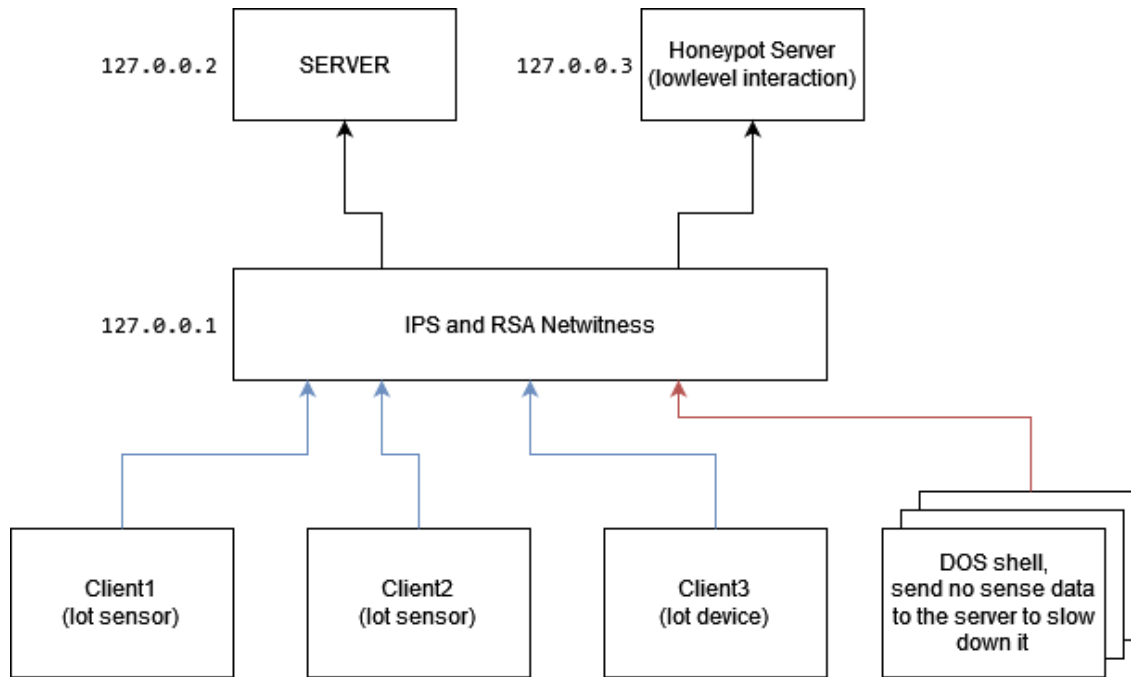 127.0.0.2
SERVER
127.0.0.3
Honeypot Server
(lowlevel interaction)
127.0.0.1
IPS and RSA Netwitness
Client1
(Iot sensor)
Client2
(Iot sensor)
Client3
(Iot device)
DOS shell,
send no sense data
to the server to slow
down it